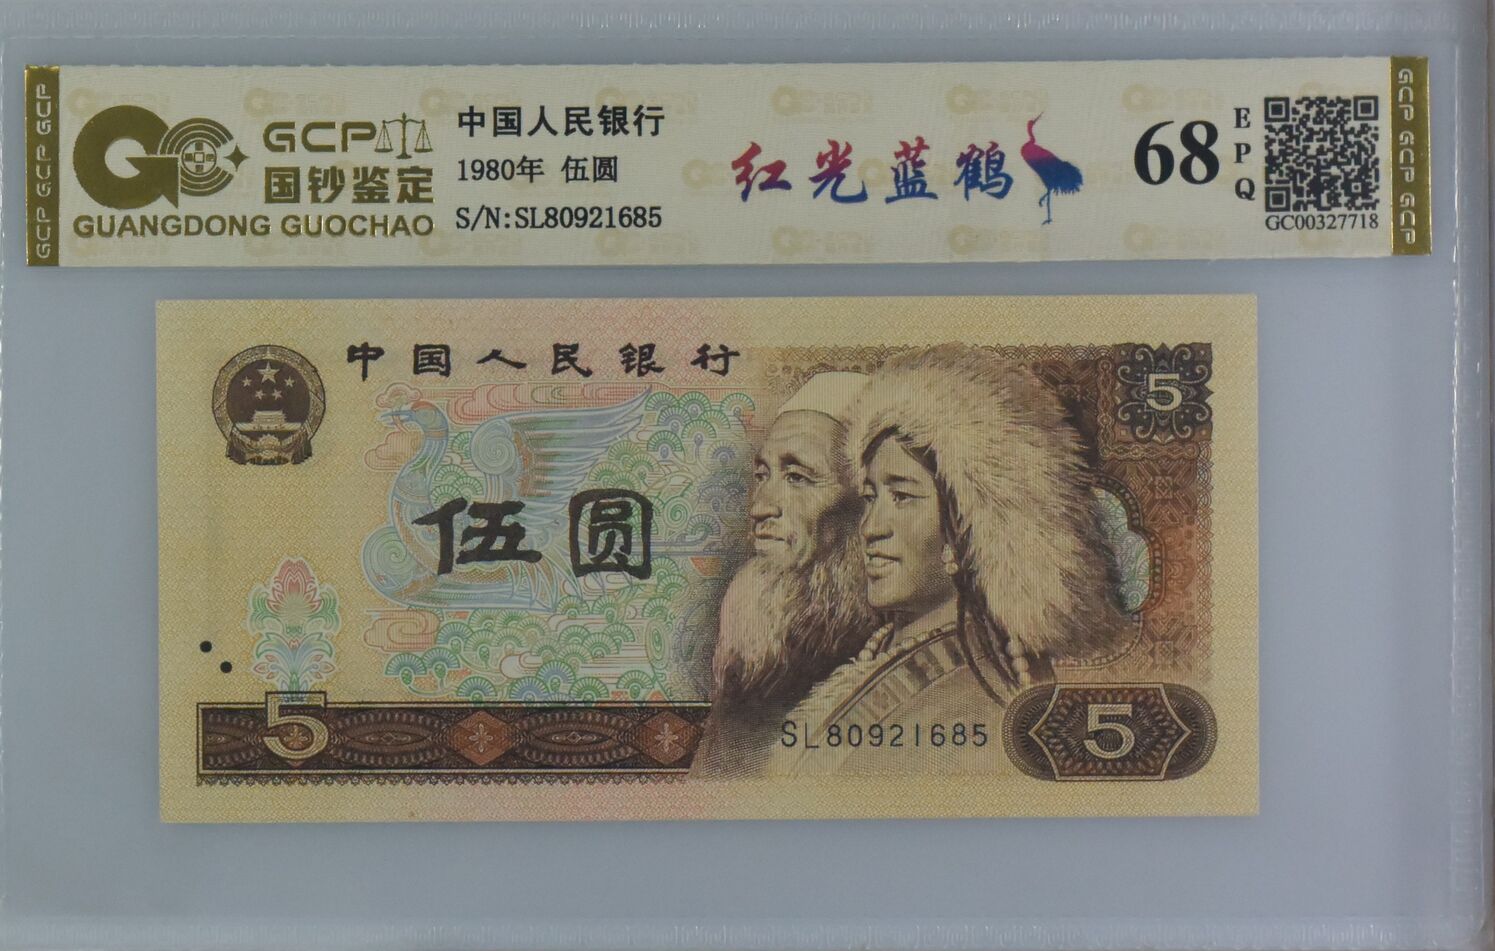 GCP GCP GCP
GCP
国钞鉴定
GUANGDONG GUOCHAO
中国人民银行
1980年 伍圆
S/N:SL80921685
红光蓝鹤
68
EPQ
GC00327718
GCP GCP GCP
中国人民银行
5
伍圆
5
SL80921685
5